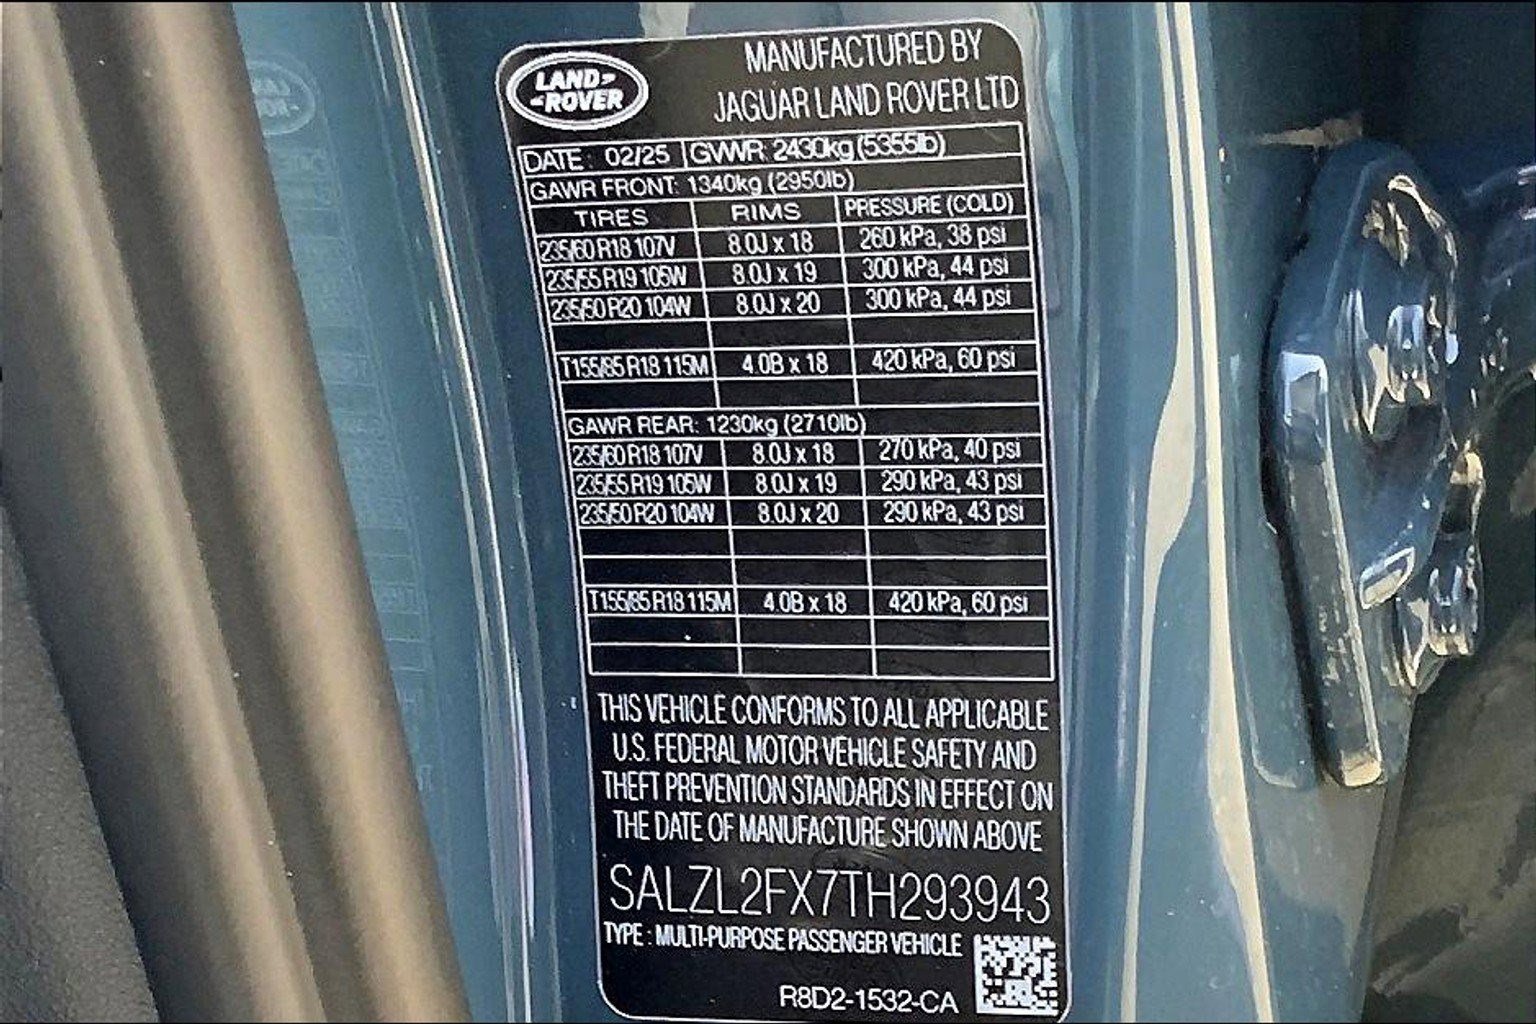 LAND
ROVER
MANUFACTURED BY
JAGUAR LAND ROVER LTD
DATE : 02/25 GWVR: 2430kg (5355lb)
GAWR FRONT: 1340kg (2950lb)
TIRES RIMS PRESSURE (COLD)
235/60 R18 107V 8.0J x 18 260 kPa, 38 psi
235/55 R19 105W 8.0J x 19 300 kPa, 44 psi
235/50 R20 104W 8.0J x 20 300 kPa, 44 psi
T155/85 R18 115M 4.0B x 18 420 kPa, 60 psi
GAWR REAR: 1230kg (2710lb)
235/60 R18 107V 8.0J x 18 270 kPa, 40 psi
235/55 R19 105W 8.0J x 19 290 kPa, 43 psi
235/50 R20 104W 8.0J x 20 290 kPa, 43 psi
T155/85 R18 115M 4.0B x 18 420 kPa, 60 psi
THIS VEHICLE CONFORMS TO ALL APPLICABLE
U.S. FEDERAL MOTOR VEHICLE SAFETY AND
THEFT PREVENTION STANDARDS IN EFFECT ON
THE DATE OF MANUFACTURE SHOWN ABOVE
SALZL2FX7TH293943
TYPE : MULTI-PURPOSE PASSENGER VEHICLE
R8D2-1532-CA